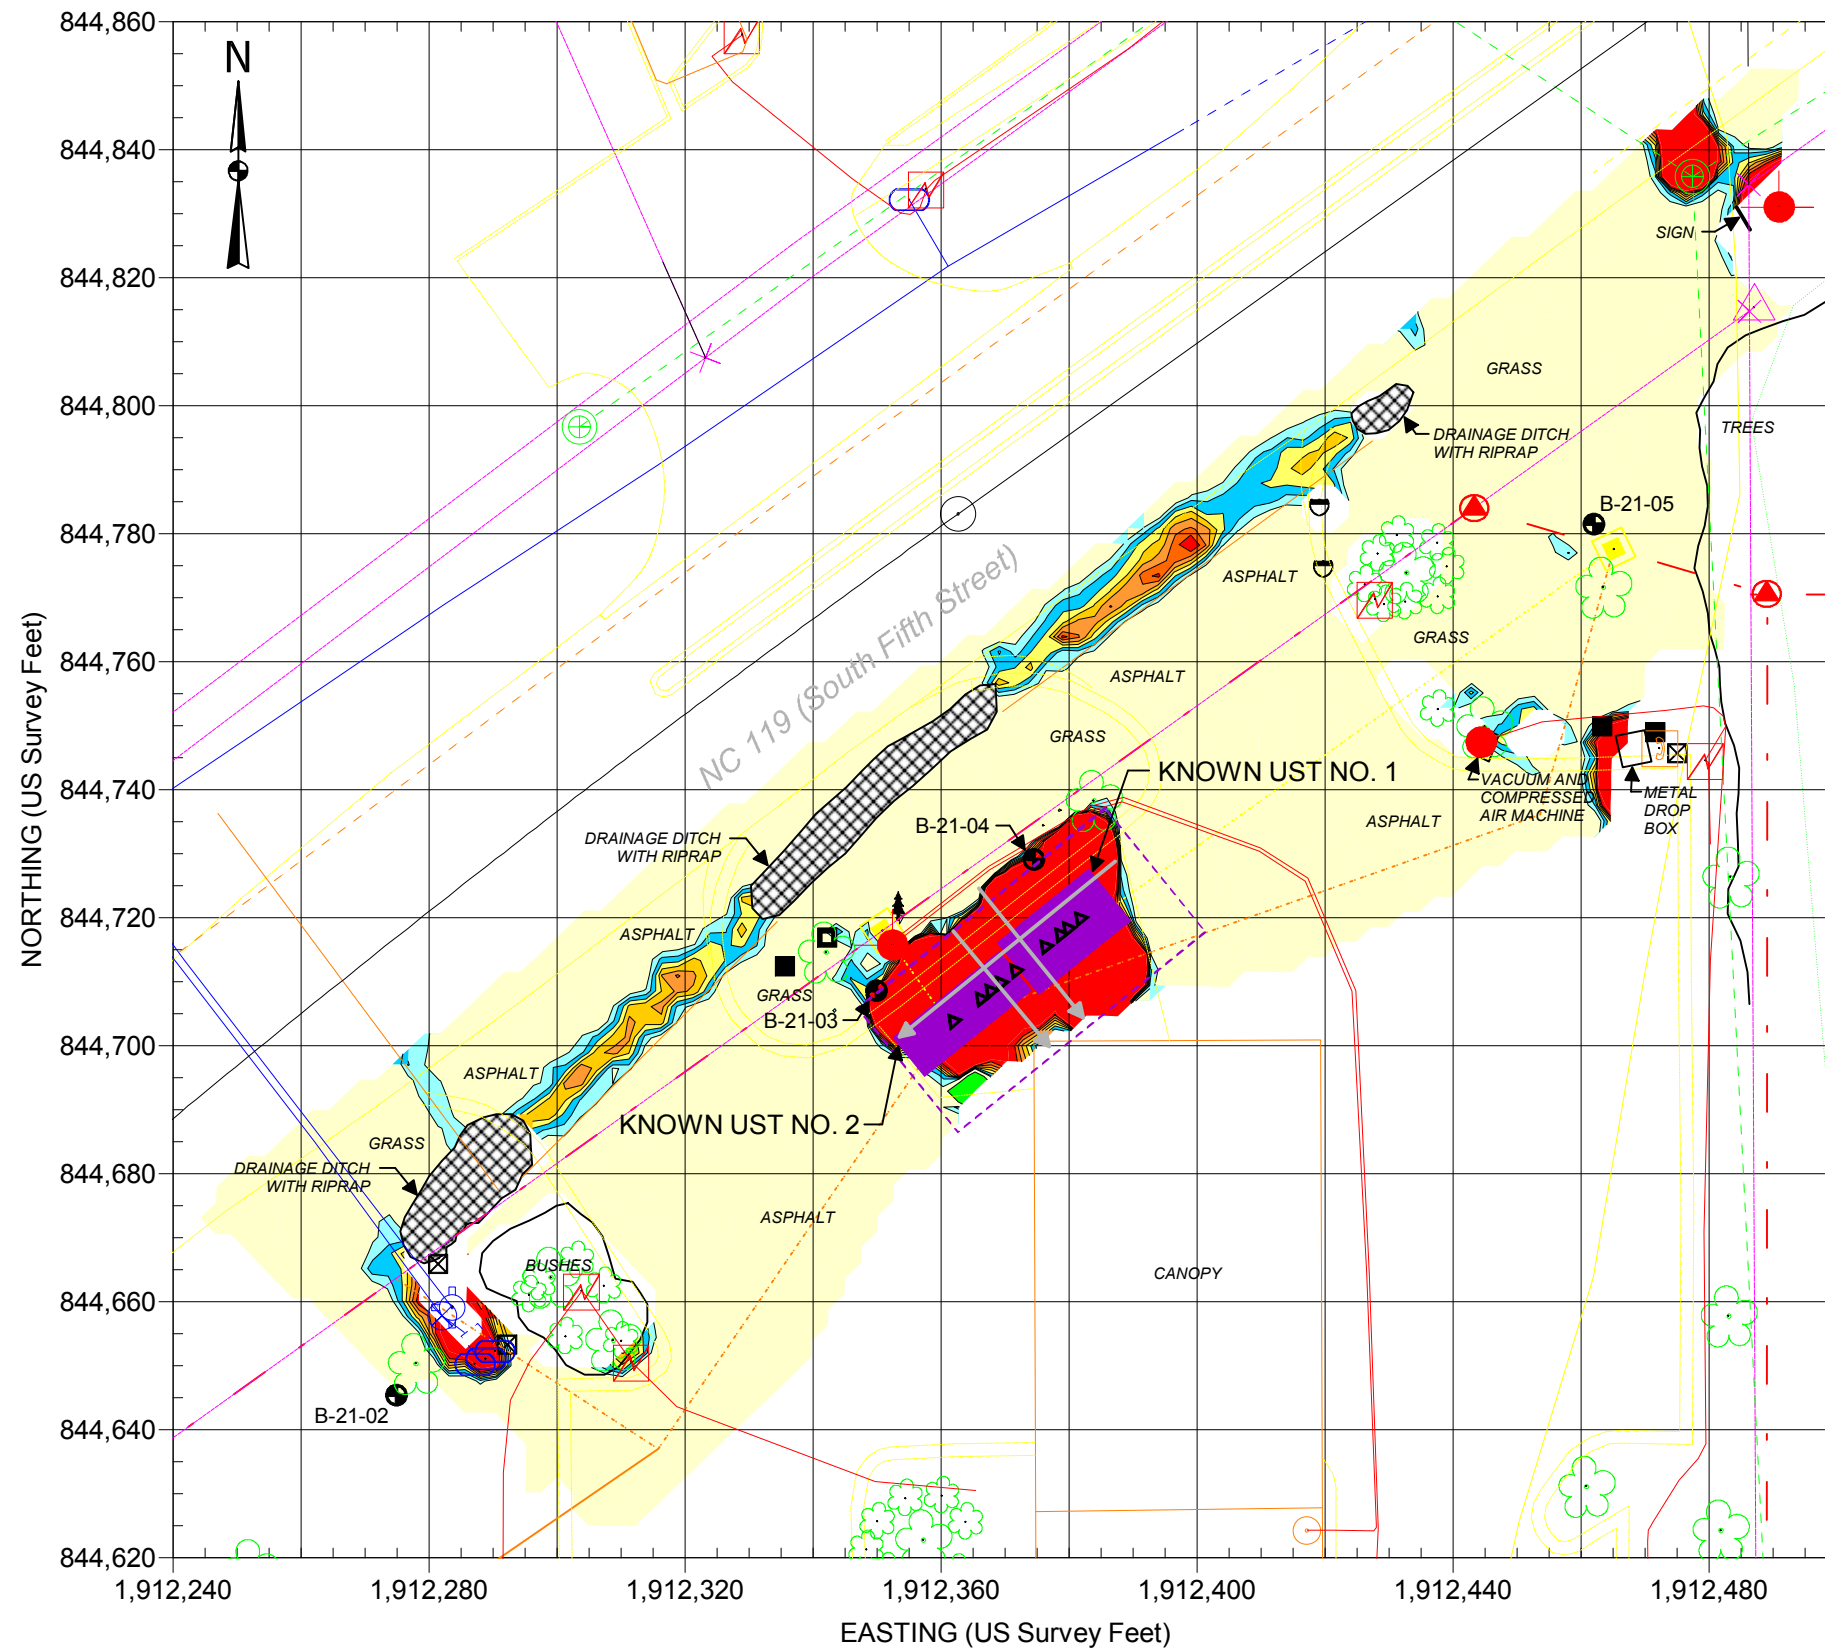 844,860
N
844,840
SIGN
844,820
GRASS
844,800
TREES
DRAINAGE DITCH
WITH RIPRAP
B-21-05
844,780
ASPHALT
NC 119 (South Fifth Street)
GRASS
844,760
ASPHALT
GRASS
KNOWN UST NO. 1
VACUUM AND
COMPRESSED
AIR MACHINE
METAL
DROP
BOX
844,740
B-21-04
ASPHALT
DRAINAGE DITCH
WITH RIPRAP
844,720
ASPHALT
GRASS
B-21-03
844,700
ASPHALT
KNOWN UST NO. 2
GRASS
DRAINAGE DITCH
WITH RIPRAP
844,680
ASPHALT
BUSHES
CANOPY
844,660
B-21-02
844,640
844,620
NORTHING (US Survey Feet)
1,912,240
1,912,280
1,912,320
1,912,360
1,912,400
1,912,440
1,912,480
EASTING (US Survey Feet)